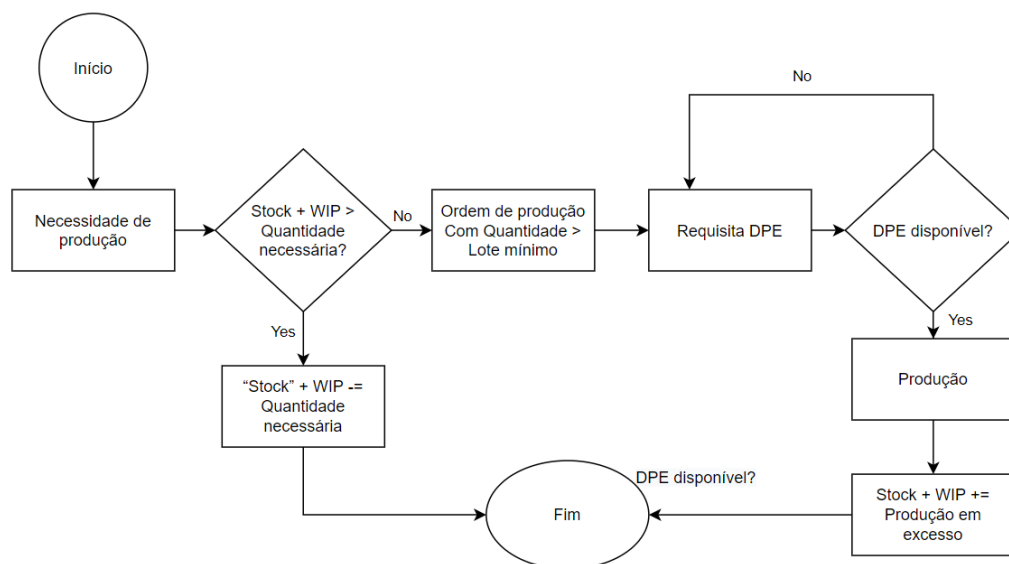 Início
Necessidade de
produção
Stock + WIP >
Quantidade
necessária?
No
Ordem de produção
Com Quantidade >
Lote mínimo
Requisita DPE
No
DPE disponível?
Yes
Yes
“Stock” + WIP -=
Quantidade
necessária
Produção
Stock + WIP +=
Produção em
excesso
DPE disponível?
Fim